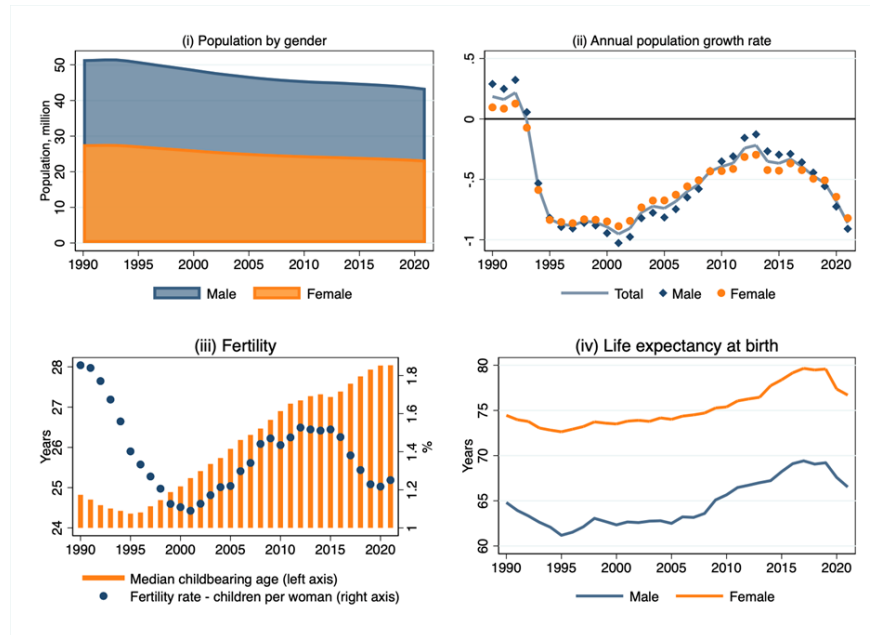 (i) Population by gender
Population, million
50
40
30
20
10
0
1990 1995 2000 2005 2010 2015 2020
Male Female
(ii) Annual population growth rate
.5
0
-.5
-1
1990 1995 2000 2005 2010 2015 2020
Total Male Female
(iii) Fertility
Years
28
27
26
25
24
1.8
1.6
1.4
1.2
1
%
1990 1995 2000 2005 2010 2015 2020
Median childbearing age (left axis)
Fertility rate - children per woman (right axis)
(iv) Life expectancy at birth
Years
80
75
70
65
60
1990 1995 2000 2005 2010 2015 2020
Male Female